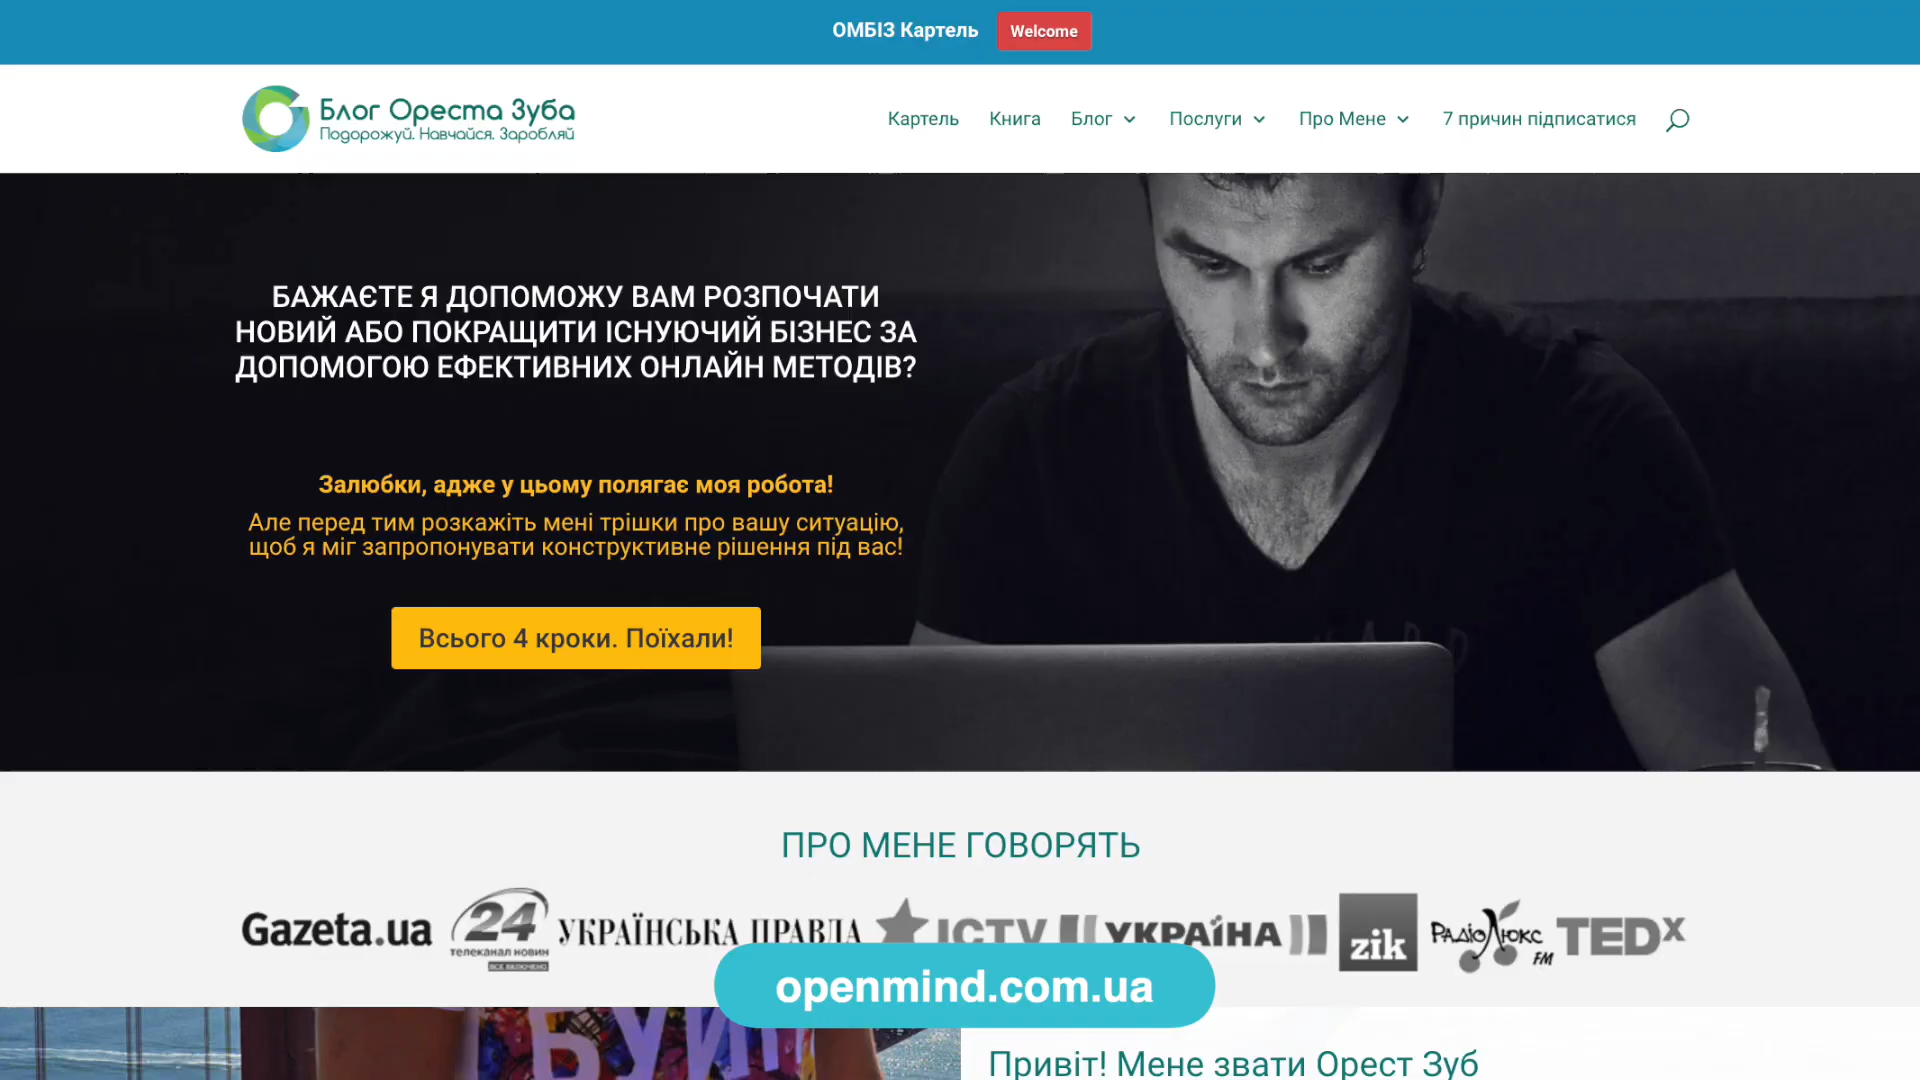 ОМБІЗ Картель Welcome
Блог Ореста Зуба
Подорожуй. Навчайся. Заробляй
Картель Книга Блог Послуги Про Мене 7 причин підписатися
БАЖАЄТЕ Я ДОПОМОЖУ ВАМ РОЗПОЧАТИ
НОВИЙ АБО ПОКРАЩИТИ ІСНУЮЧИЙ БІЗНЕС ЗА
ДОПОМОГОЮ ЕФЕКТИВНИХ ОНЛАЙН МЕТОДІВ?
Залюбки, адже у цьому полягає моя робота!
Але перед тим розкажіть мені трішки про вашу ситуацію,
щоб я міг запропонувати конструктивне рішення під вас!
Всього 4 кроки. Поїхали!
ПРО МЕНЕ ГОВОРЯТЬ
Gazeta.ua 24 УКРАЇНСЬКА ПРАВДА ICTV УКРАЇНА zik Радіо Люкс FM TEDx
телеканал новин
ВСЕ ВКЛЮЧЕНО
openmind.com.ua
Привіт! Мене звати Орест Зуб